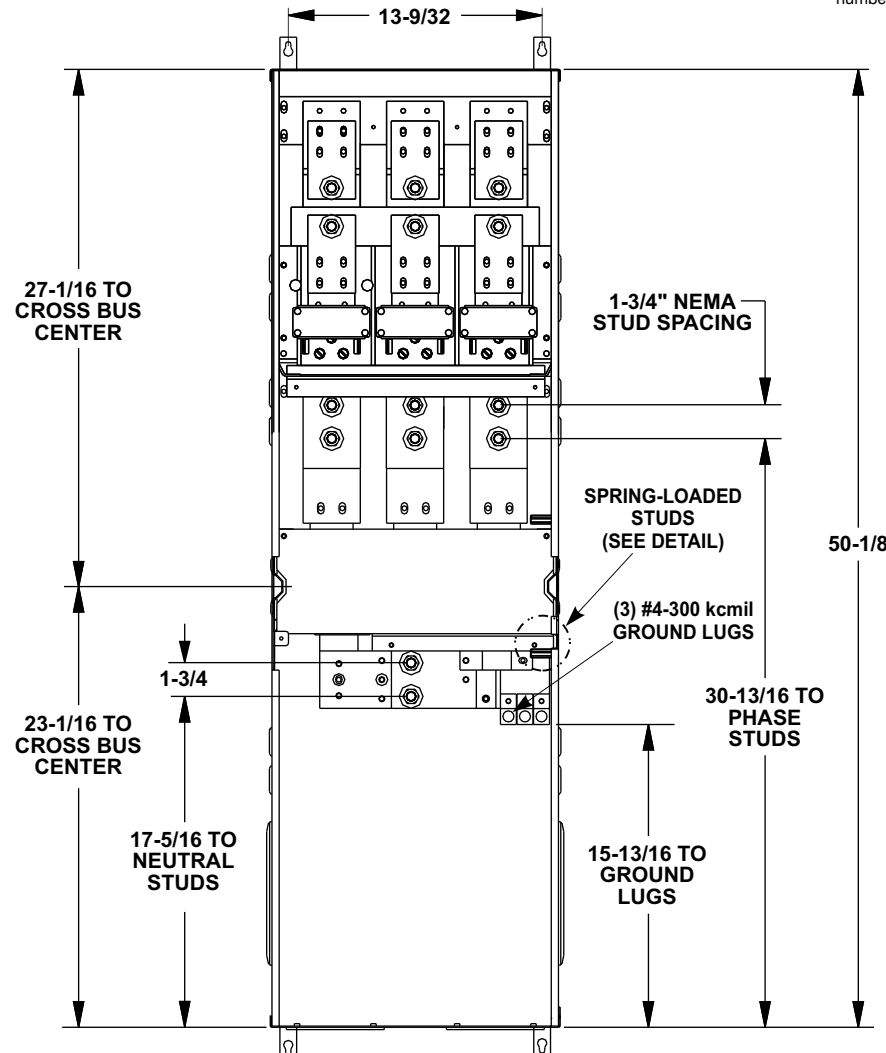 numbe
13-9/32
27-1/16 TO
CROSS BUS
CENTER
1-3/4" NEMA
STUD SPACING
SPRING-LOADED
STUDS
(SEE DETAIL)
50-1/8
(3) #4-300 kcmil
GROUND LUGS
1-3/4
30-13/16 TO
PHASE
STUDS
23-1/16 TO
CROSS BUS
CENTER
17-5/16 TO
NEUTRAL
STUDS
15-13/16 TO
GROUND
LUGS